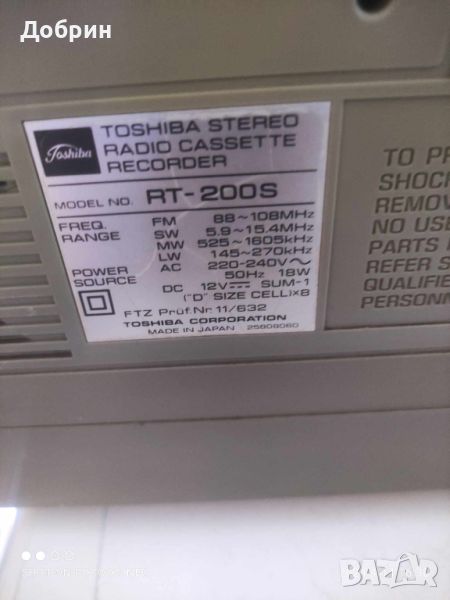 Добрин
Toshiba
TOSHIBA STEREO
RADIO CASSETTE
RECORDER
MODEL NO. RT-200S
FREQ. RANGE FM 88~108MHz
SW 5.9~15.4MHz
MW 525~1605kHz
LW 145~270kHz
POWER SOURCE AC 220-240V~
50Hz 18W
DC 12V SUM-1
("D" SIZE CELL)×8
FTZ Prüf.Nr.11/632
TOSHIBA CORPORATION
MADE IN JAPAN 25809060
TO PR
SHOCK
REMOV
NO USE
PARTS
REFER S
QUALIFIE
PERSONN
BAZAR